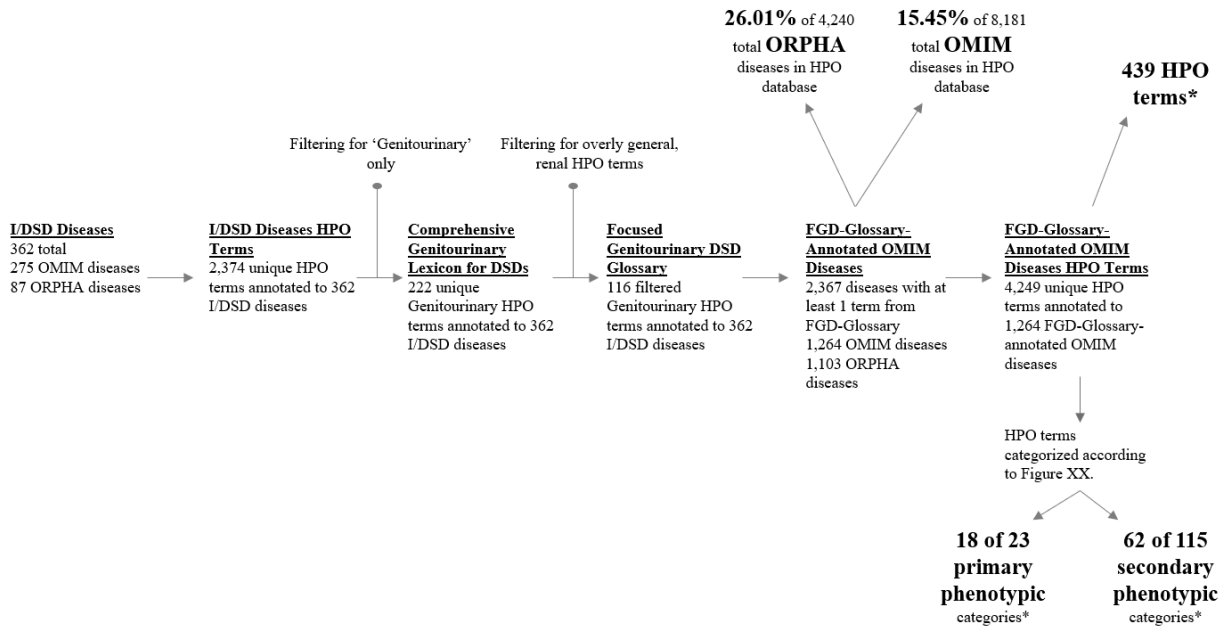 26.01% of 4,240
total ORPHA
diseases in HPO
database
15.45% of 8,181
total OMIM
diseases in HPO
database
439 HPO
terms*
Filtering for ‘Genitourinary’
only
Filtering for overly general,
renal HPO terms
I/DSD Diseases
362 total
275 OMIM diseases
87 ORPHA diseases
I/DSD Diseases HPO
Terms
2,374 unique HPO
terms annotated to 362
I/DSD diseases
Comprehensive
Genitourinary
Lexicon for DSDs
222 unique
Genitourinary HPO
terms annotated to 362
I/DSD diseases
Focused
Genitourinary DSD
Glossary
116 filtered
Genitourinary HPO
terms annotated to 362
I/DSD diseases
FGD-Glossary-
Annotated OMIM
Diseases
2,367 diseases with at
least 1 term from
FGD-Glossary
1,264 OMIM diseases
1,103 ORPHA
diseases
FGD-Glossary-
Annotated OMIM
Diseases HPO Terms
4,249 unique HPO
terms annotated to
1,264 FGD-Glossary-
annotated OMIM
diseases
HPO terms
categorized according
to Figure XX.
18 of 23
primary
phenotypic
categories*
62 of 115
secondary
phenotypic
categories*